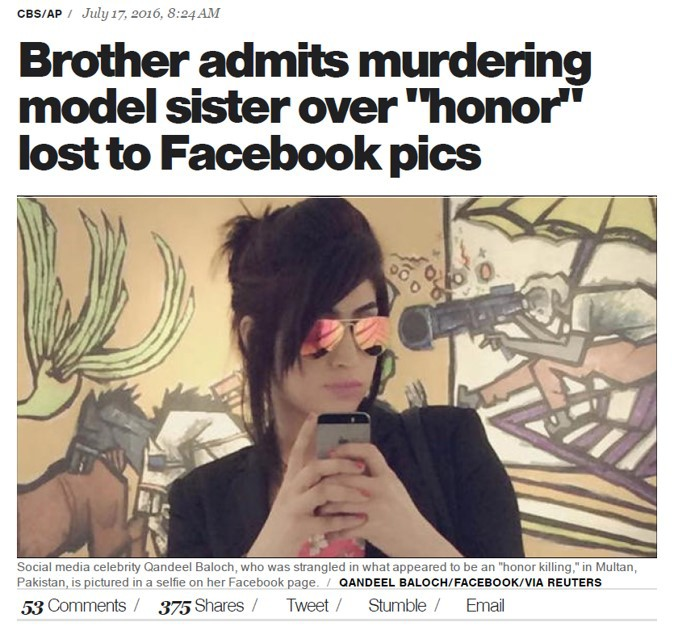 CBS/AP / July 17, 2016, 8:24 AM
Brother admits murdering
model sister over "honor"
lost to Facebook pics
Social media celebrity Qandeel Baloch, who was strangled in what appeared to be an "honor killing," in Multan,
Pakistan, is pictured in a selfie on her Facebook page. / QANDEEL BALOCH/FACEBOOK/VIA REUTERS
53 Comments / 375 Shares / Tweet / Stumble / Email